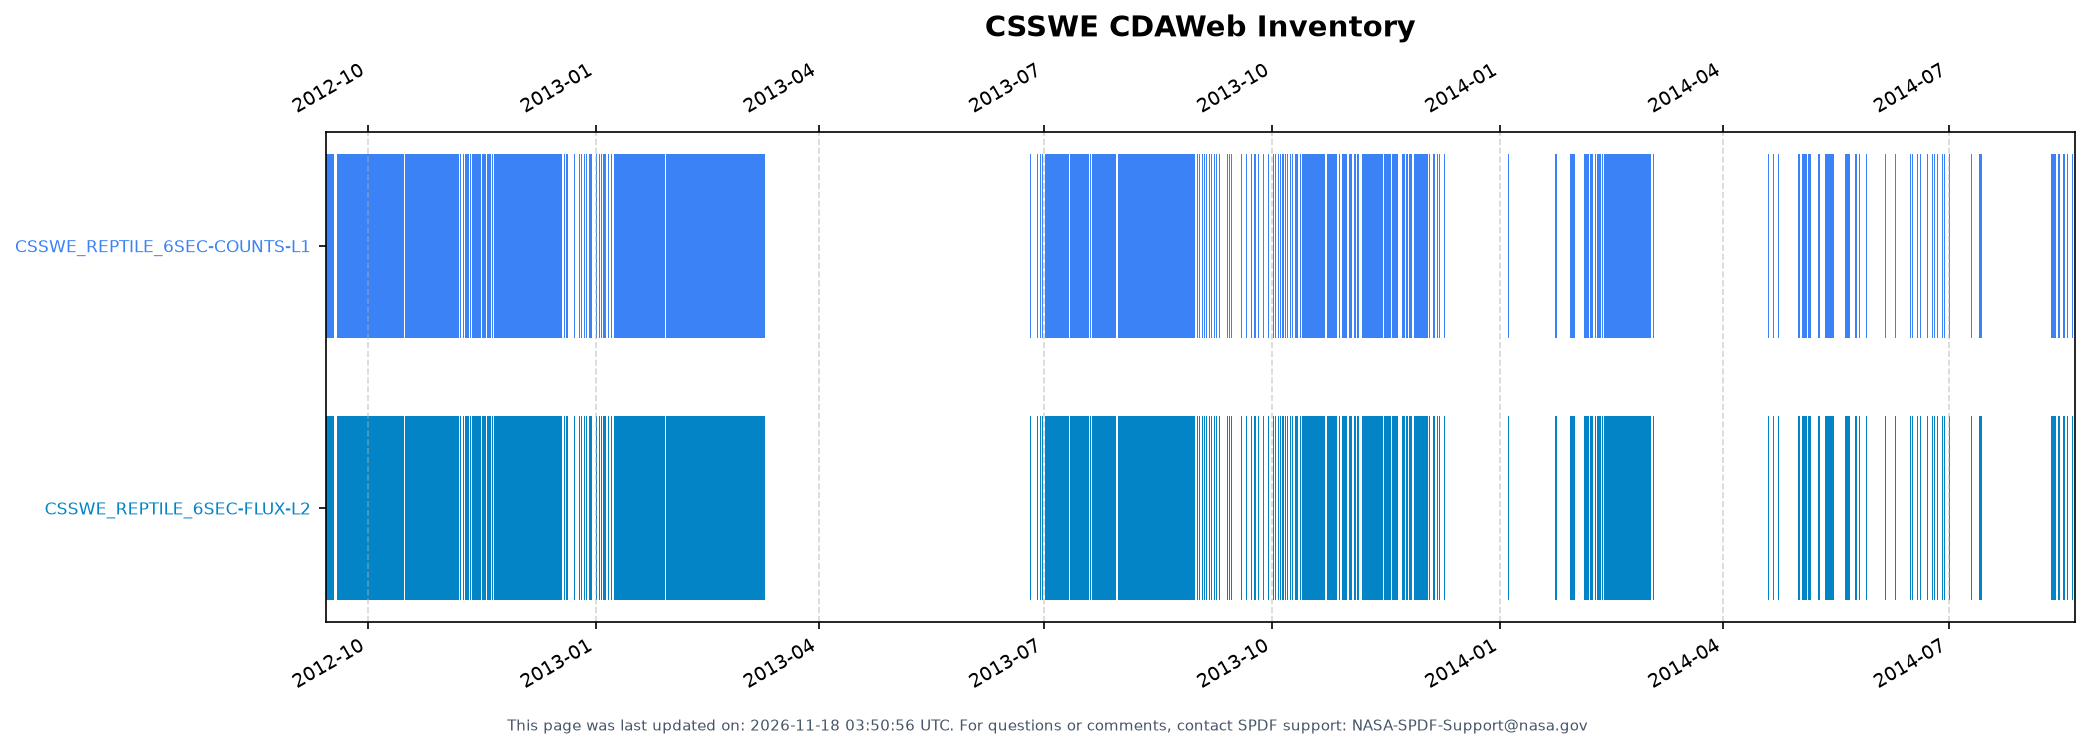 CSSWE CDAWeb Inventory
2012-10 2013-01 2013-04 2013-07 2013-10 2014-01 2014-04 2014-07
CSSWE_REPTILE_6SEC-COUNTS-L1
CSSWE_REPTILE_6SEC-FLUX-L2
2012-10 2013-01 2013-04 2013-07 2013-10 2014-01 2014-04 2014-07
This page was last updated on: 2026-11-18 03:50:56 UTC. For questions or comments, contact SPDF support: NASA-SPDF-Support@nasa.gov